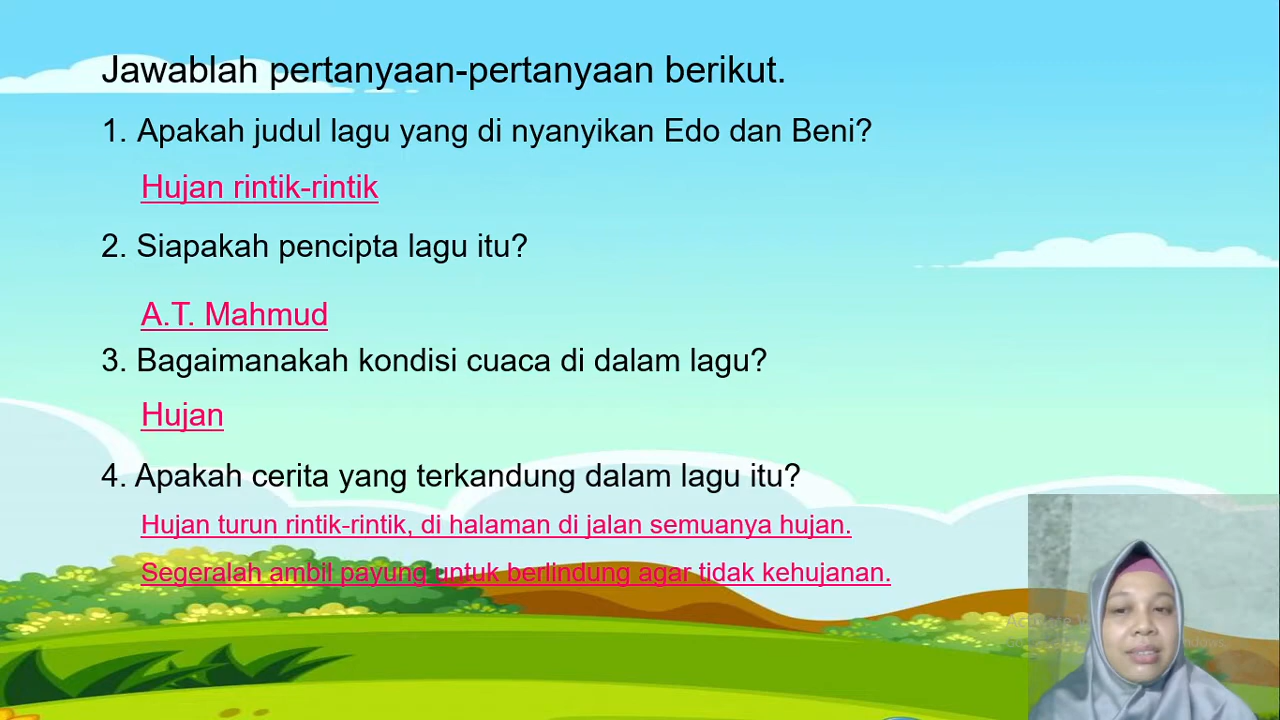 Jawablah pertanyaan-pertanyaan berikut.
1. Apakah judul lagu yang di nyanyikan Edo dan Beni?
Hujan rintik-rintik
2. Siapakah pencipta lagu itu?
A.T. Mahmud
3. Bagaimanakah kondisi cuaca di dalam lagu?
Hujan
4. Apakah cerita yang terkandung dalam lagu itu?
Hujan turun rintik-rintik, di halaman di jalan semuanya hujan.
Segeralah ambil payung untuk berlindung agar tidak kehujanan.